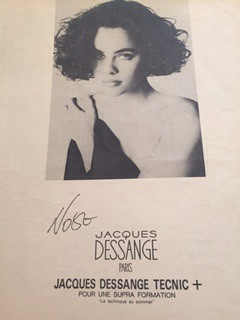 Nose
JACQUES
DESSANGE
PARIS
JACQUES DESSANGE TECNIC +
POUR UNE SUPRA FORMATION
"La technique au sommet"